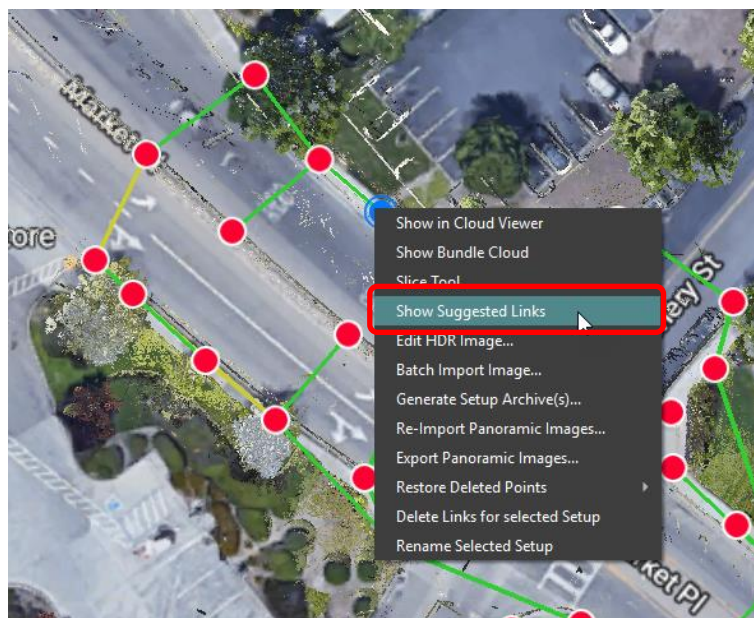 Market
ore
Show in Cloud Viewer
Show Bundle Cloud
Slice Tool
Show Suggested Links
Edit HDR Image...
Batch Import Image...
Generate Setup Archive(s)...
Re-Import Panoramic Images...
Export Panoramic Images...
Restore Deleted Points
Delete Links for selected Setup
Rename Selected Setup
ery St
rket Pl